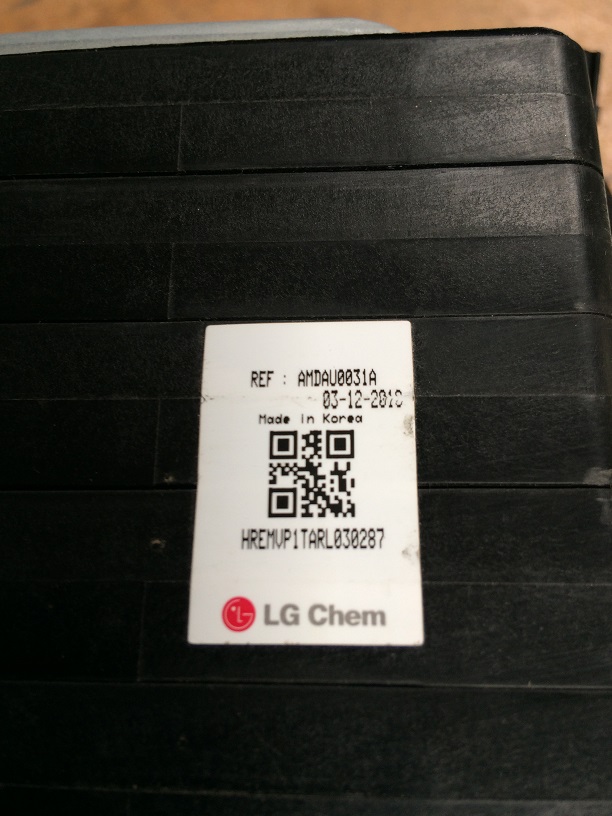 REF : AMDAU0031A
03-12-2018
Made in Korea
HREMVP1TARL030287
LG Chem